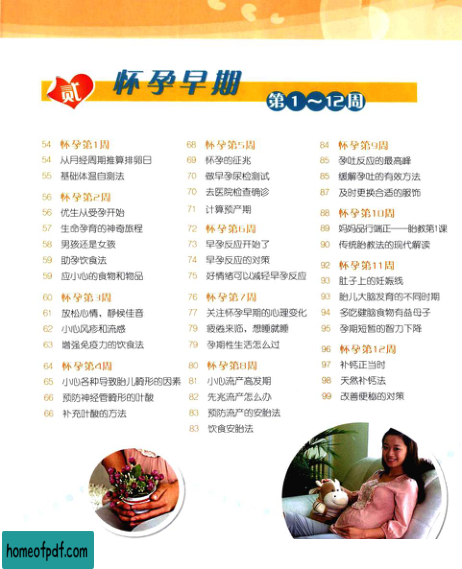 贰
怀孕早期
第1～12周
54 怀孕第1周
54 从月经周期推算排卵日
55 基础体温自测法
56 怀孕第2周
56 优生从受孕开始
57 生命孕育的神奇旅程
58 男孩还是女孩
59 助孕饮食法
59 应小心的食物和物品
60 怀孕第3周
61 放松心情，静候佳音
62 小心风疹和流感
63 增强免疫力的饮食法
64 怀孕第4周
65 小心各种导致胎儿畸形的因素
66 预防神经管畸形的叶酸
66 补充叶酸的方法
68 怀孕第5周
69 怀孕的征兆
70 做早孕尿检测试
70 去医院检查确诊
71 计算预产期
72 怀孕第6周
73 早孕反应开始了
74 早孕反应的对策
75 好情绪可以减轻早孕反应
76 怀孕第7周
77 关注怀孕早期的心理变化
79 疲倦来临，想睡就睡
79 孕期性生活怎么过
80 怀孕第8周
81 小心流产高发期
82 先兆流产怎么办
83 预防流产的安胎法
83 饮食安胎法
84 怀孕第9周
85 孕吐反应的最高峰
85 缓解孕吐的有效方法
87 及时更换合适的服饰
88 怀孕第10周
89 妈妈品行端正——胎教第1课
90 传统胎教法的现代解读
92 怀孕第11周
93 肚子上的妊娠线
93 胎儿大脑发育的不同时期
94 多吃健脑食物有益母子
95 孕期短暂的智力下降
96 怀孕第12周
97 补钙正当时
98 天然补钙法
99 改善便秘的对策
homeofpdf.com